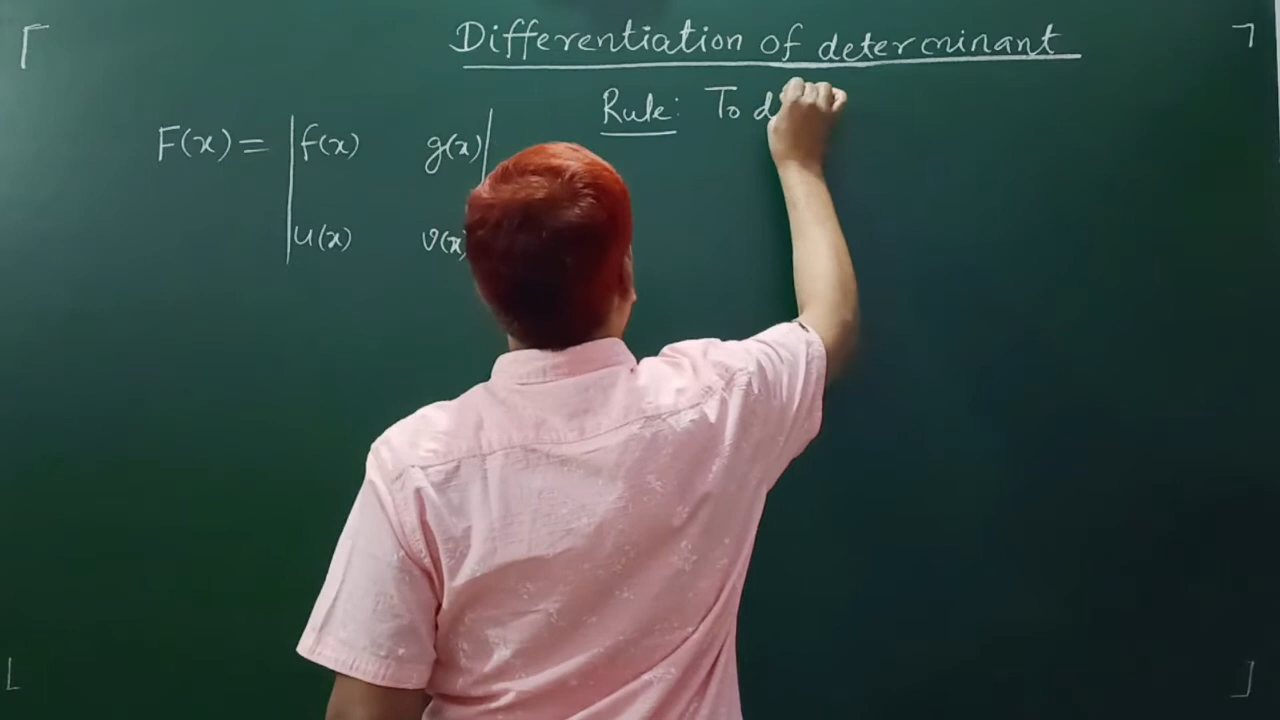 Differentiation of determinant
Rule: To d
F(x) = | f(x) g(x) |
u(x) v(x)